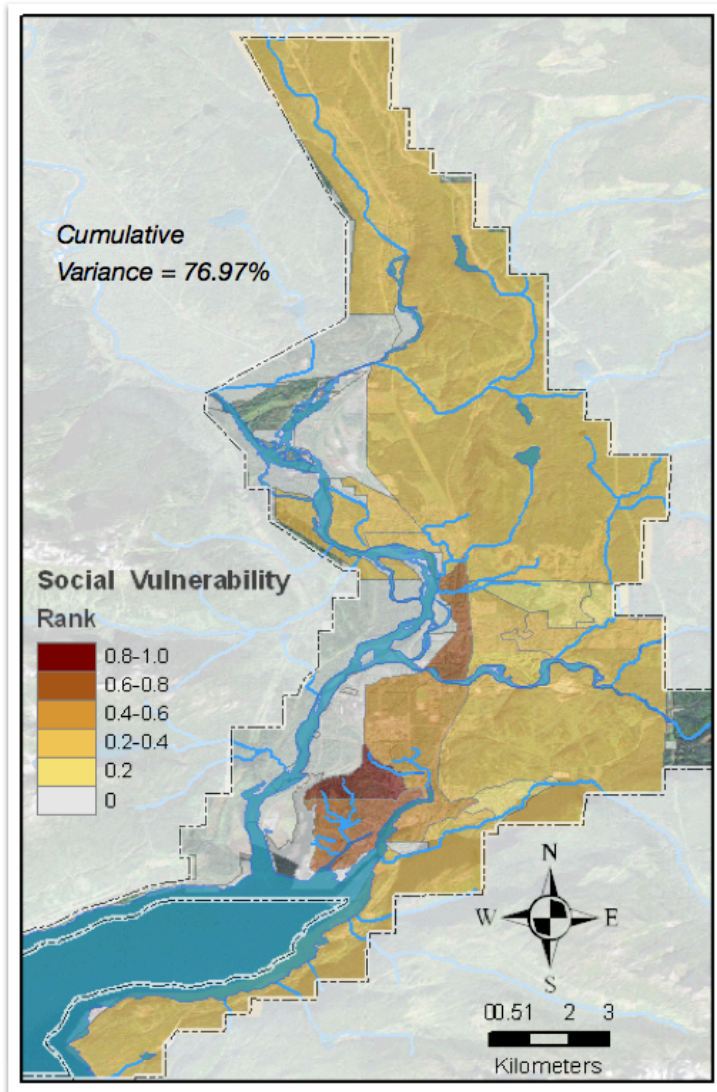 Cumulative
Variance = 76.97%
Social Vulnerability
Rank
0.8-1.0
0.6-0.8
0.4-0.6
0.2-0.4
0.2
0
N
W E
S
00.51 2 3
Kilometers